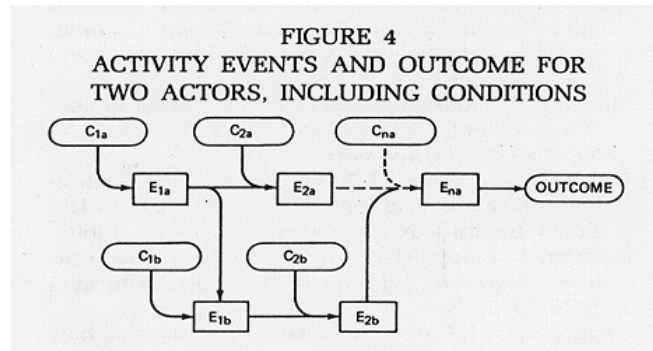 FIGURE 4
ACTIVITY EVENTS AND OUTCOME FOR
TWO ACTORS, INCLUDING CONDITIONS
C1a C2a Cna
E1a E2a Ena OUTCOME
C1b C2b
E1b E2b